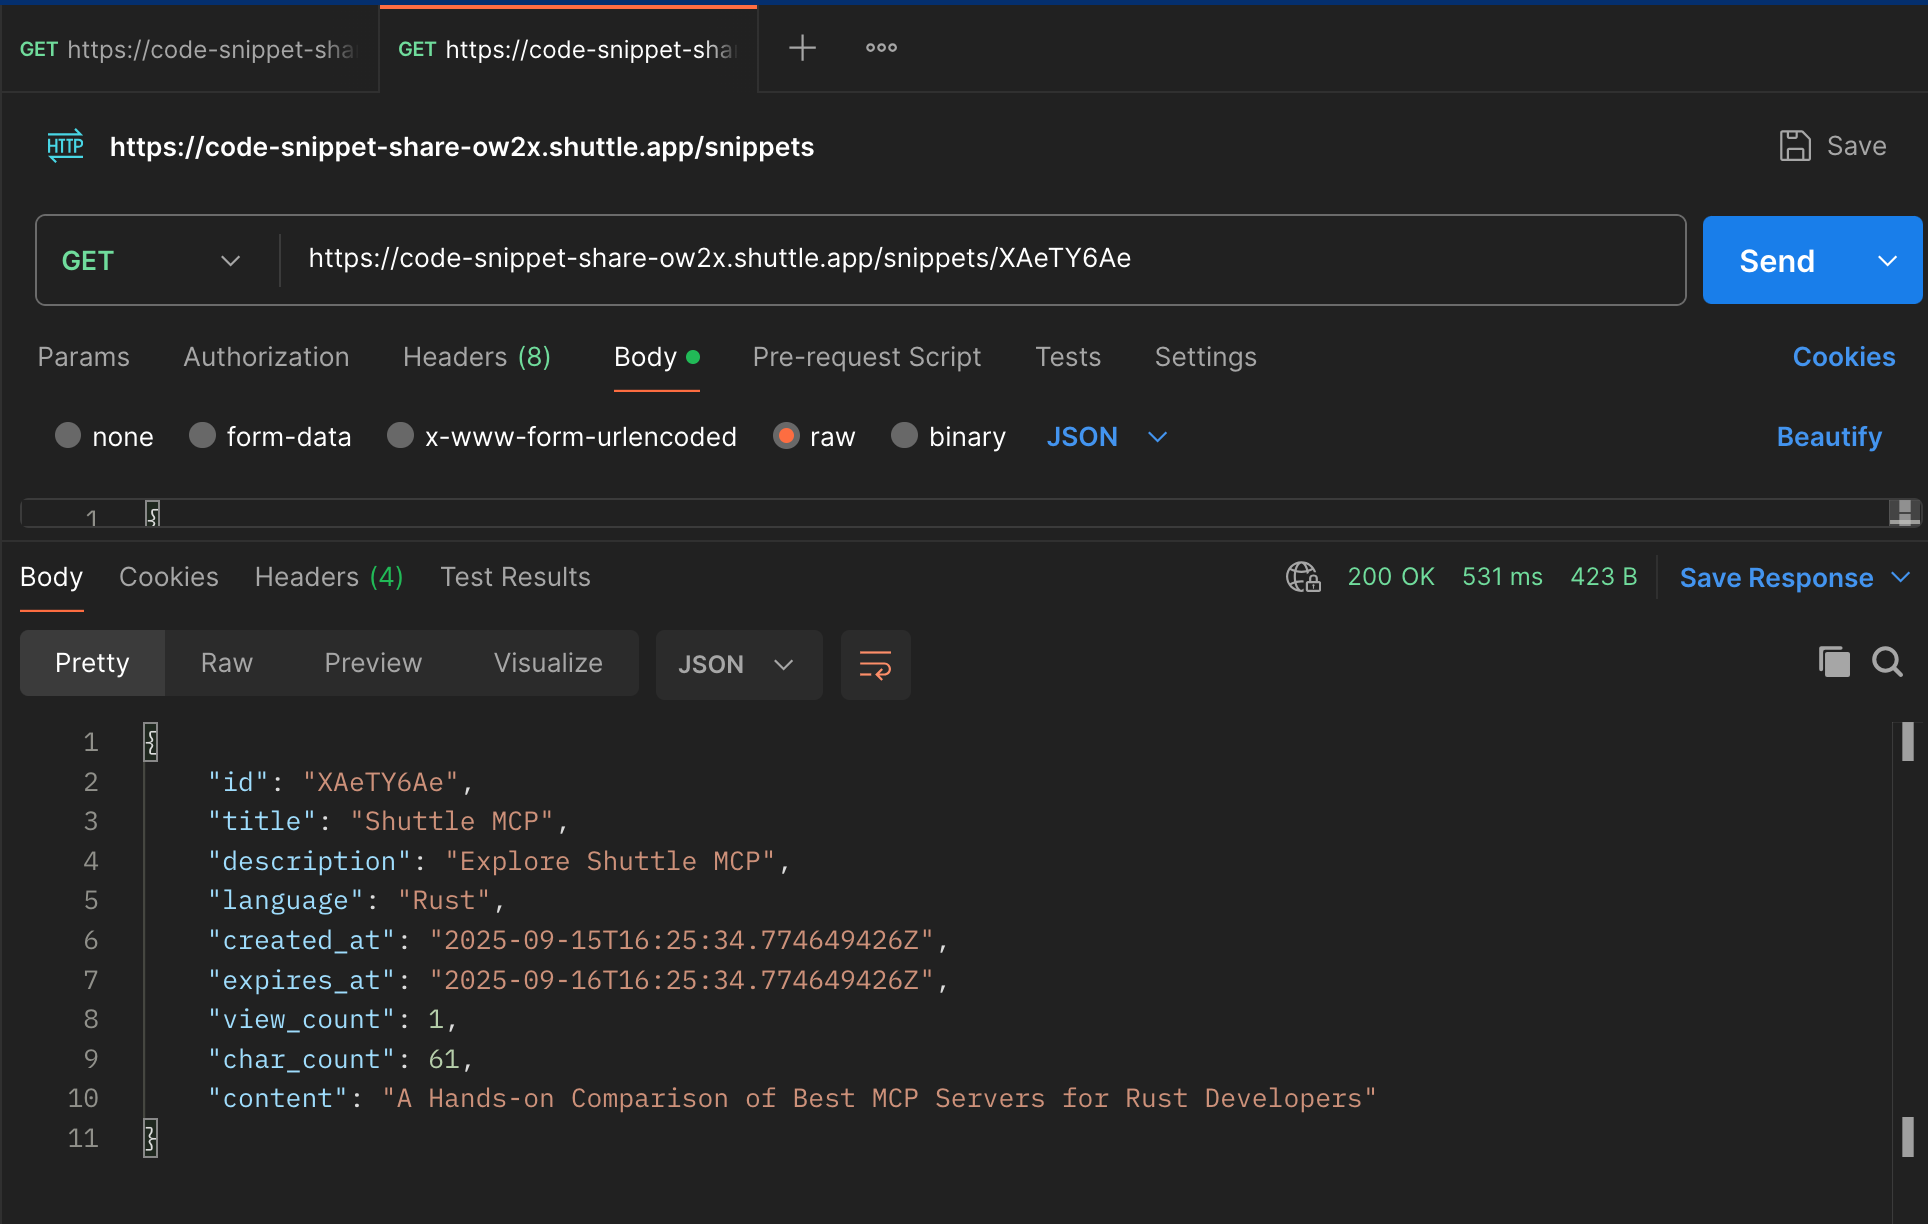 GET https://code-snippet-sha
GET https://code-snippet-sha
HTTP https://code-snippet-share-ow2x.shuttle.app/snippets
Save
GET https://code-snippet-share-ow2x.shuttle.app/snippets/XAeTY6Ae
Send
Params Authorization Headers (8) Body Pre-request Script Tests Settings Cookies
none form-data x-www-form-urlencoded raw binary JSON Beautify
1 {
Body Cookies Headers (4) Test Results 200 OK 531 ms 423 B Save Response
Pretty Raw Preview Visualize JSON
1 {
2 "id": "XAeTY6Ae",
3 "title": "Shuttle MCP",
4 "description": "Explore Shuttle MCP",
5 "language": "Rust",
6 "created_at": "2025-09-15T16:25:34.774649426Z",
7 "expires_at": "2025-09-16T16:25:34.774649426Z",
8 "view_count": 1,
9 "char_count": 61,
10 "content": "A Hands-on Comparison of Best MCP Servers for Rust Developers"
11 }